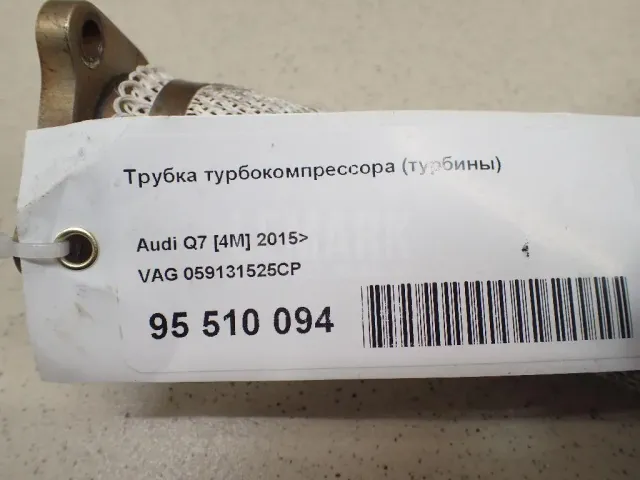 Трубка турбокомпрессора (турбины)
Audi Q7 [4M] 2015>
VAG 059131525CP
95 510 094